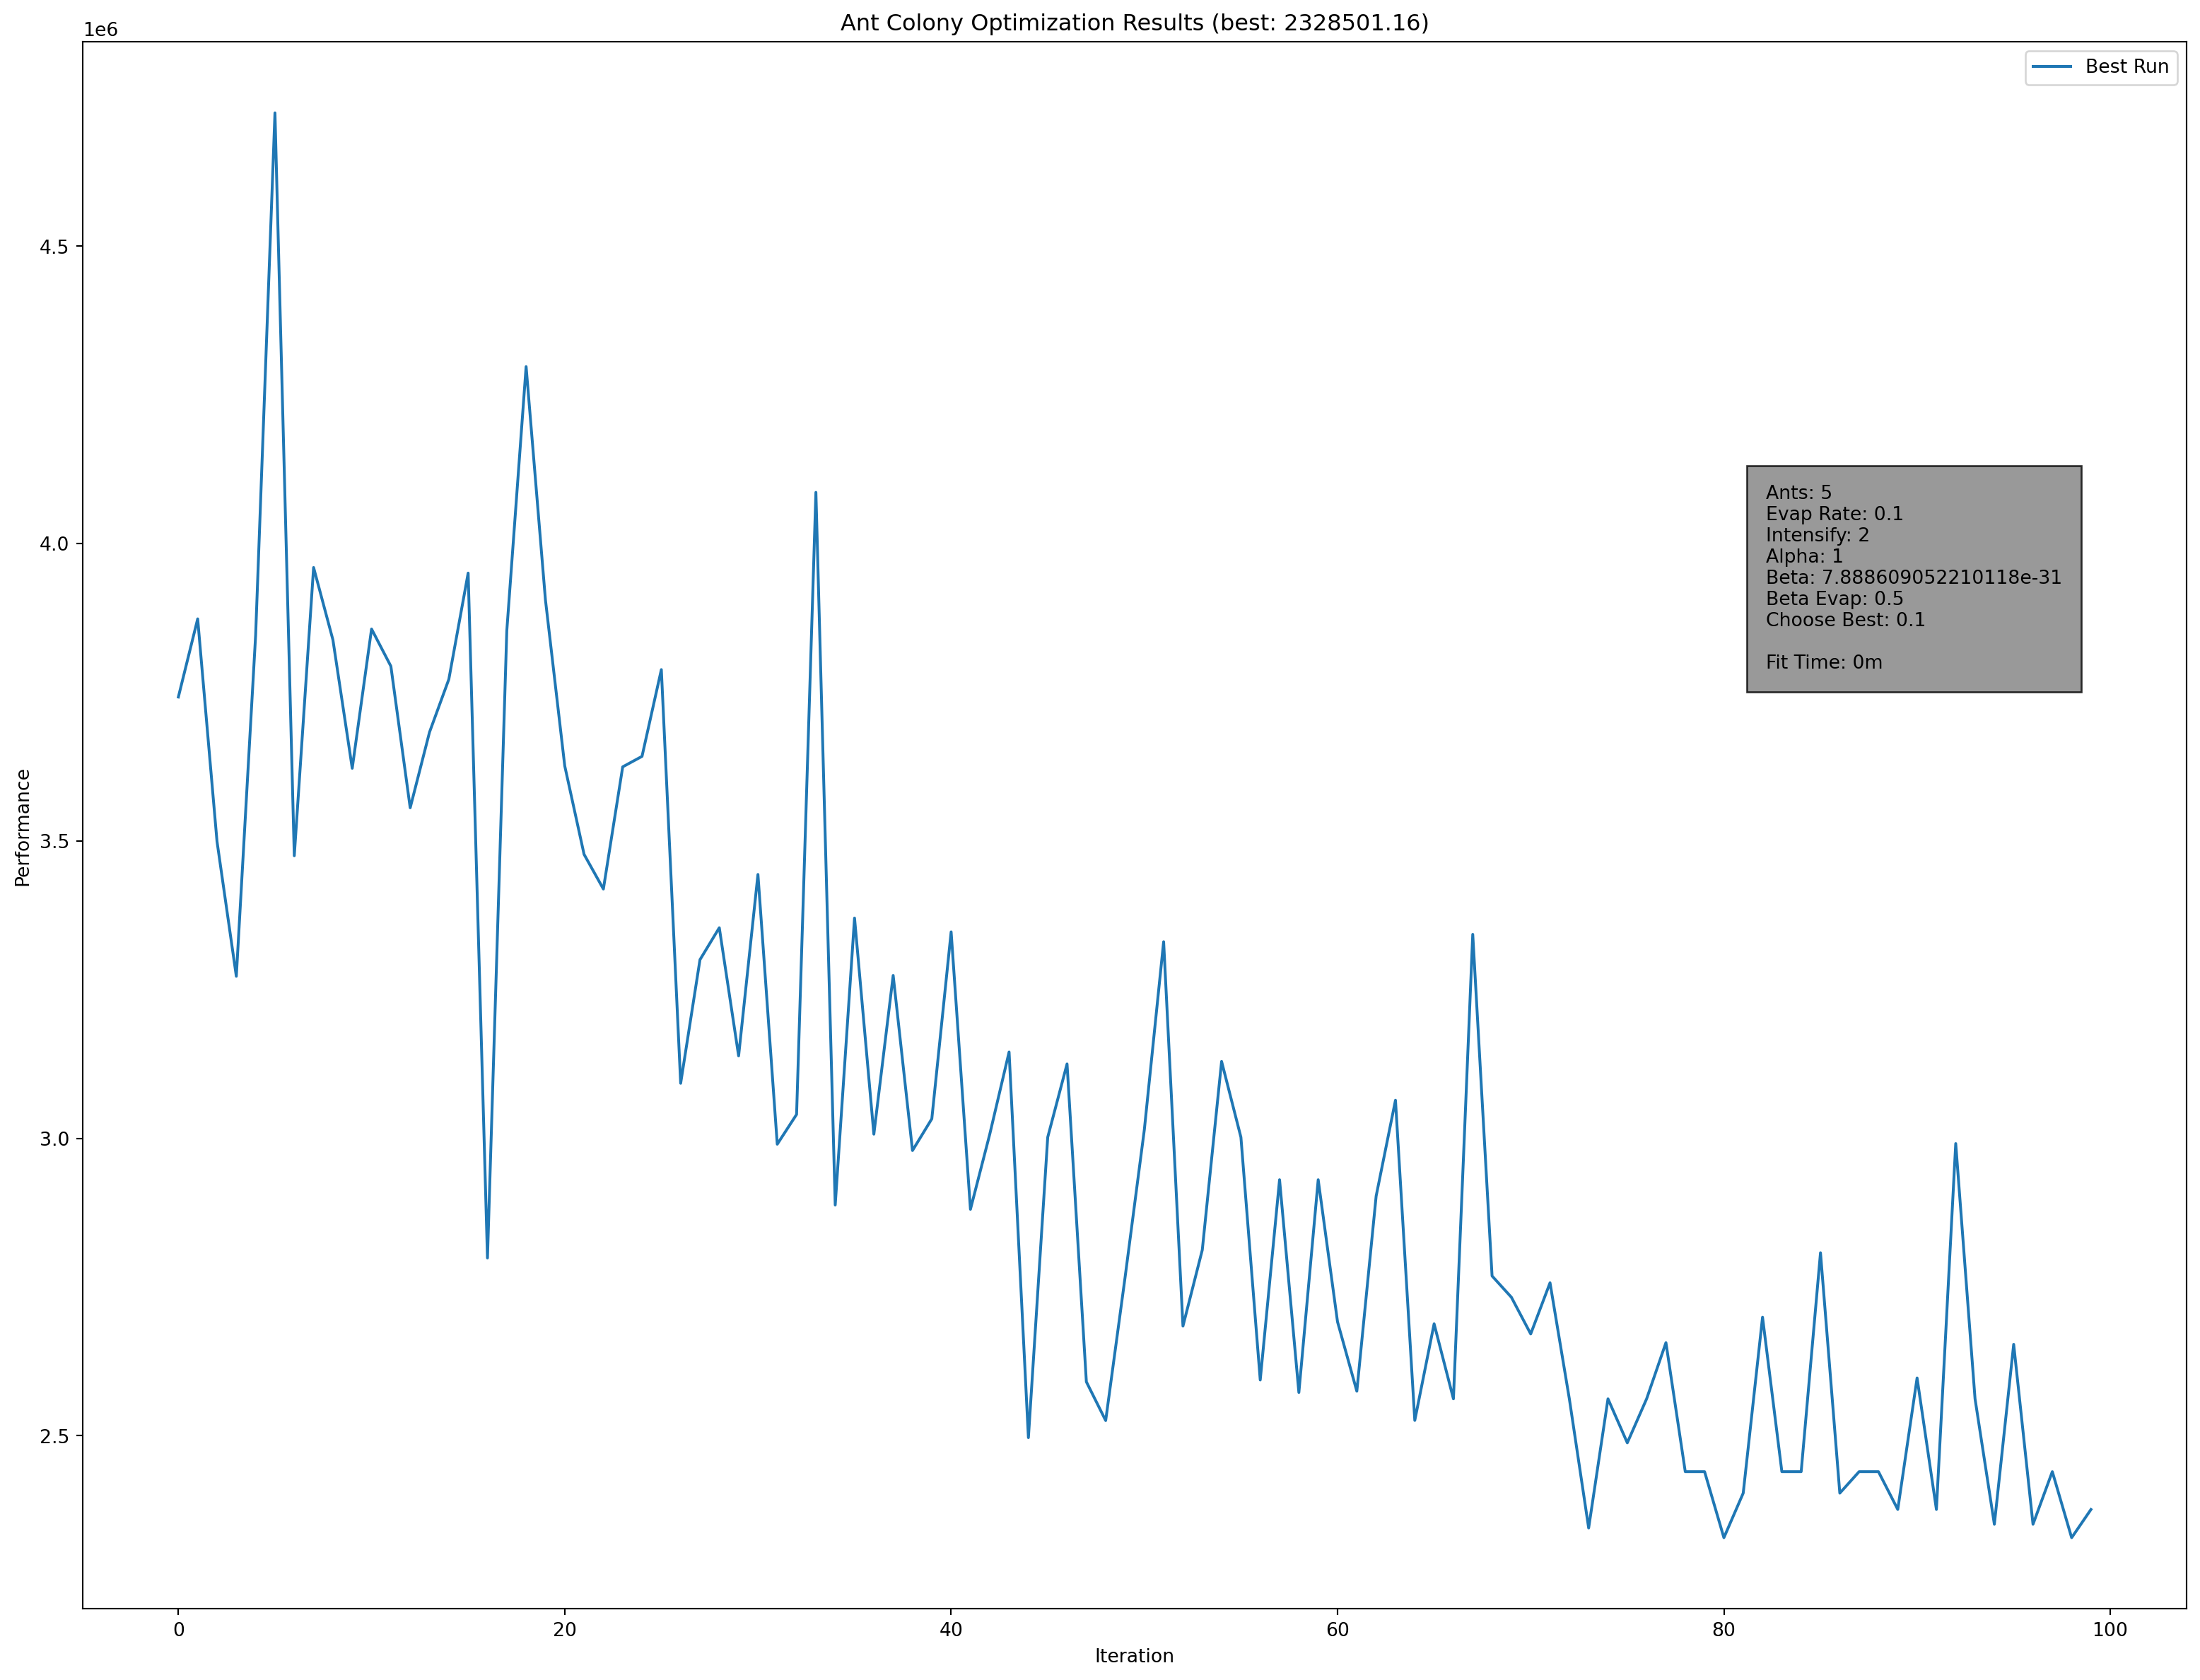 Ant Colony Optimization Results (best: 2328501.16)
1e6
Best Run
4.5
4.0
3.5
3.0
2.5
Performance
Ants: 5
Evap Rate: 0.1
Intensify: 2
Alpha: 1
Beta: 7.888609052210118e-31
Beta Evap: 0.5
Choose Best: 0.1
Fit Time: 0m
0 20 40 60 80 100
Iteration